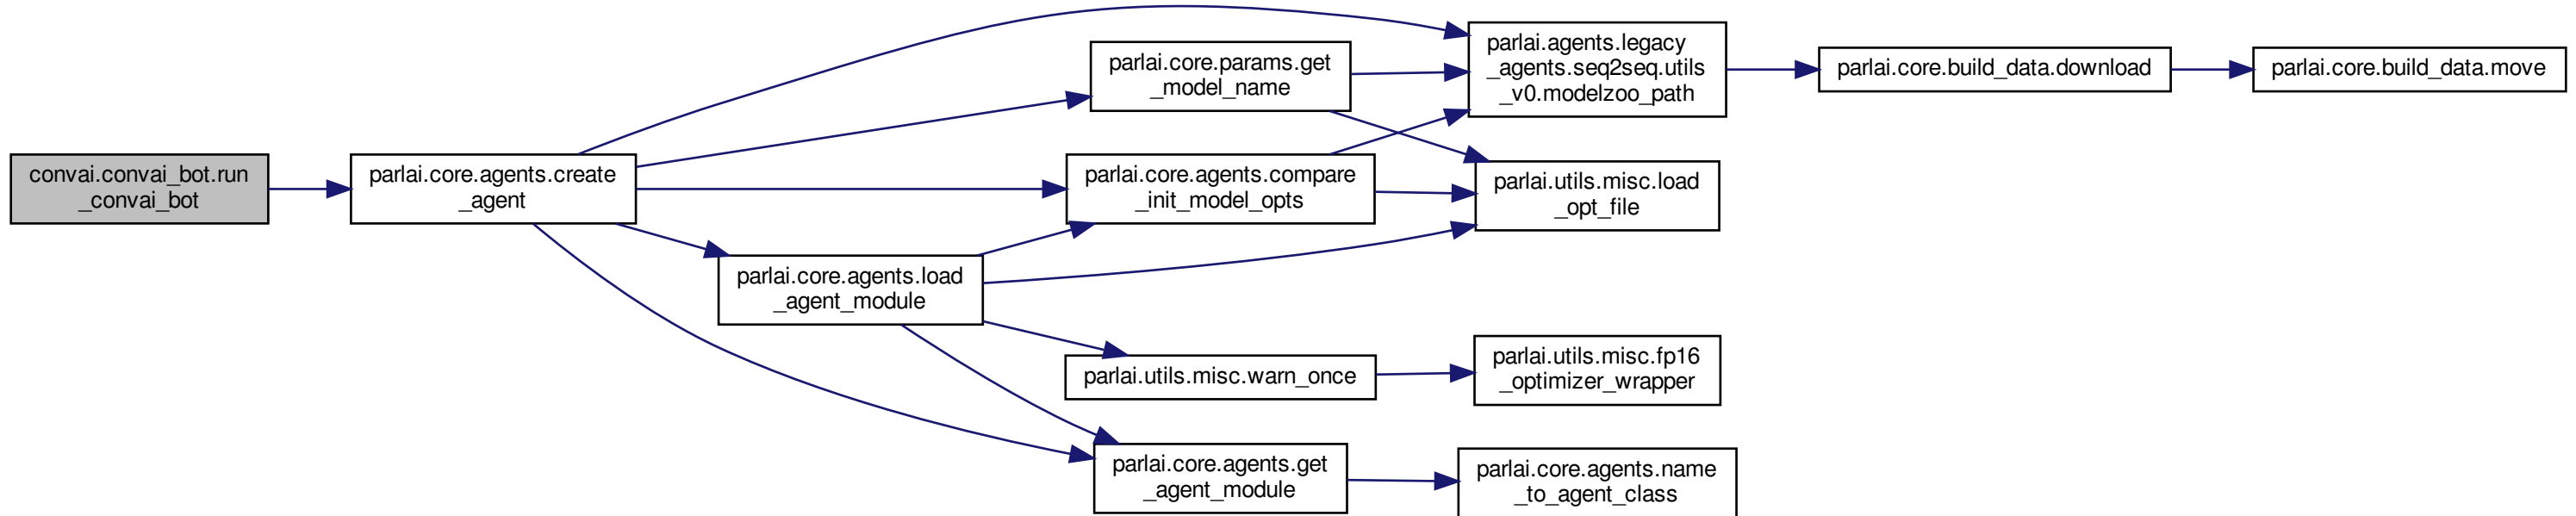 convai.convai_bot.run
_convai_bot
parlai.core.agents.create
_agent
parlai.core.agents.load
_agent_module
parlai.core.params.get
_model_name
parlai.core.agents.compare
_init_model_opts
parlai.utils.misc.warn_once
parlai.core.agents.get
_agent_module
parlai.agents.legacy
_agents.seq2seq.utils
_v0.modelzoo_path
parlai.utils.misc.load
_opt_file
parlai.utils.misc.fp16
_optimizer_wrapper
parlai.core.agents.name
_to_agent_class
parlai.core.build_data.download
parlai.core.build_data.move